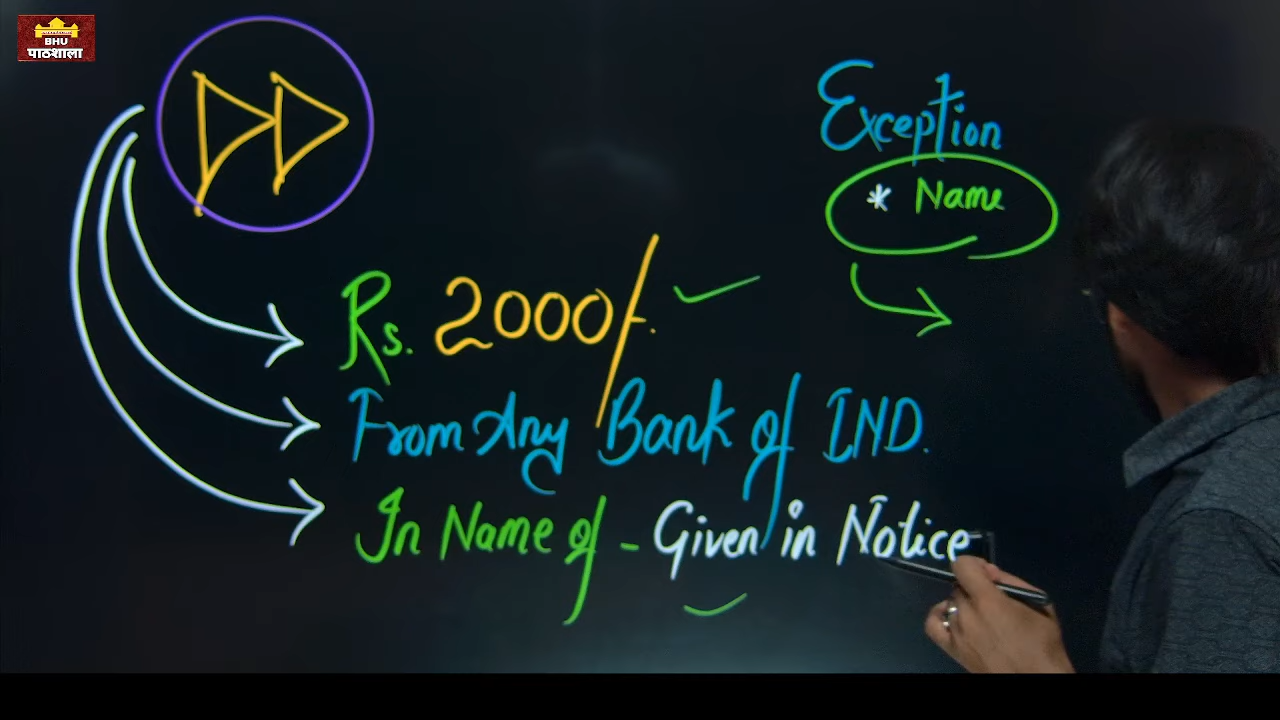 BHU
पाठशाला
Exception
* Name
Rs. 2000/-
From Any Bank of IND.
In Name of - Given in Notice